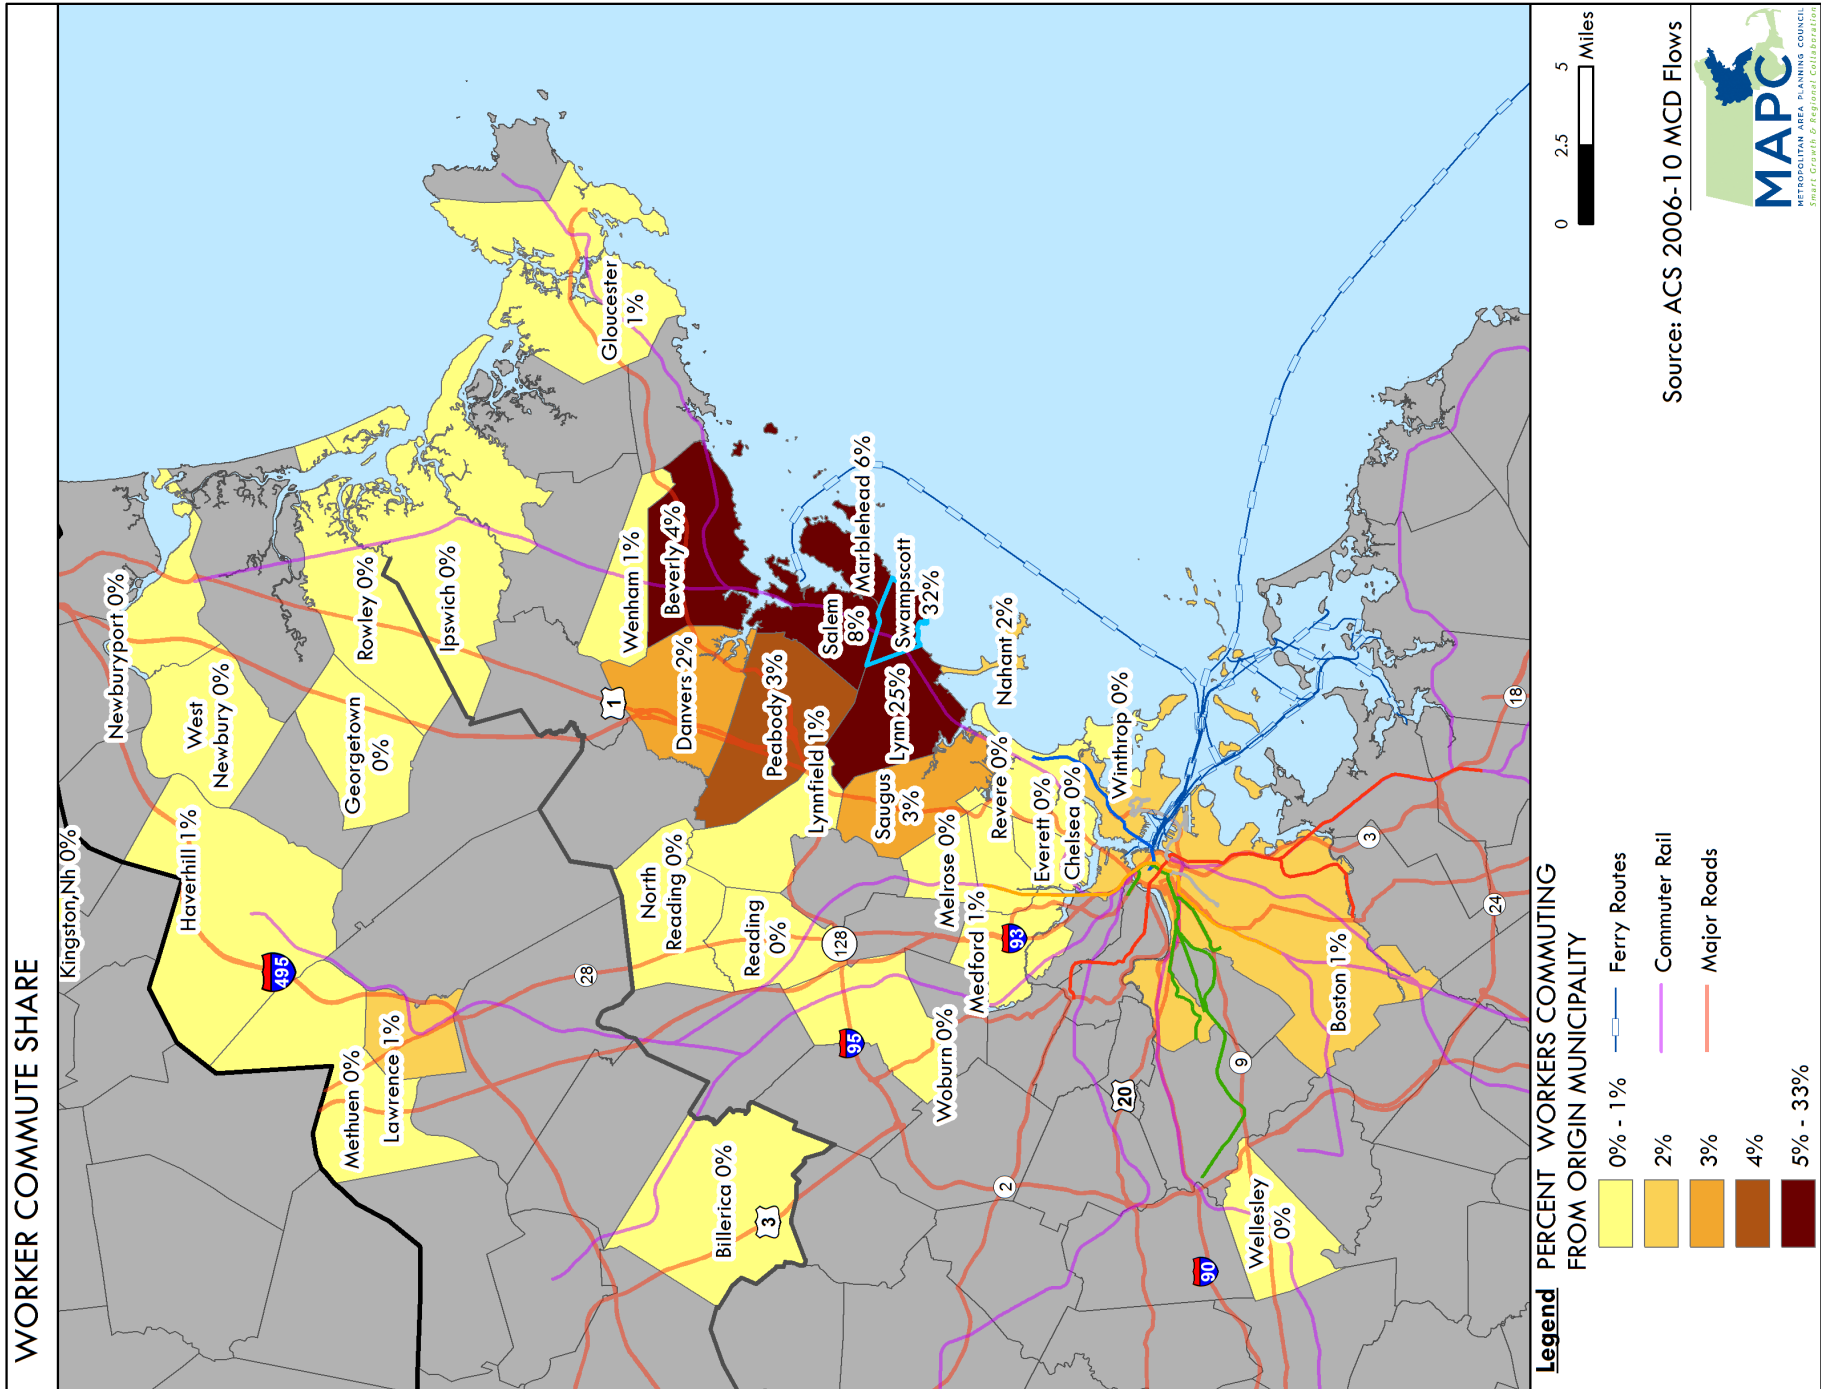 WORKER COMMUTE SHARE
Kingston,Nh 0%
Newburyport 0%
Haverhill 1%
West
Newbury 0%
495
Methuen 0%
Georgetown
0%
Rowley 0%
Lawrence 1%
Ipswich 0%
28
1
Gloucester
1%
Wenham 1%
North
Reading 0%
Beverly 4%
Danvers 2%
Billerica 0%
3
Reading
0%
Peabody 3%
Lynnfield 1%
128
95
Salem
8%
Marblehead 6%
Saugus
3%
Lynn 25%
Swampscott
32%
Woburn 0%
Melrose 0%
Medford 1%
93
2
Revere 0%
Nahant 2%
Everett 0%
Chelsea 0%
Winthrop 0%
20
90
9
Wellesley
0%
Boston 1%
3
24
18
Legend
PERCENT WORKERS COMMUTING
FROM ORIGIN MUNICIPALITY
0% - 1%
2%
3%
4%
5% - 33%
Ferry Routes
Commuter Rail
Major Roads
0 2.5 5
Miles
Source: ACS 2006-10 MCD Flows
MAPC
METROPOLITAN AREA PLANNING COUNCIL
Smart Growth & Regional Collaboration